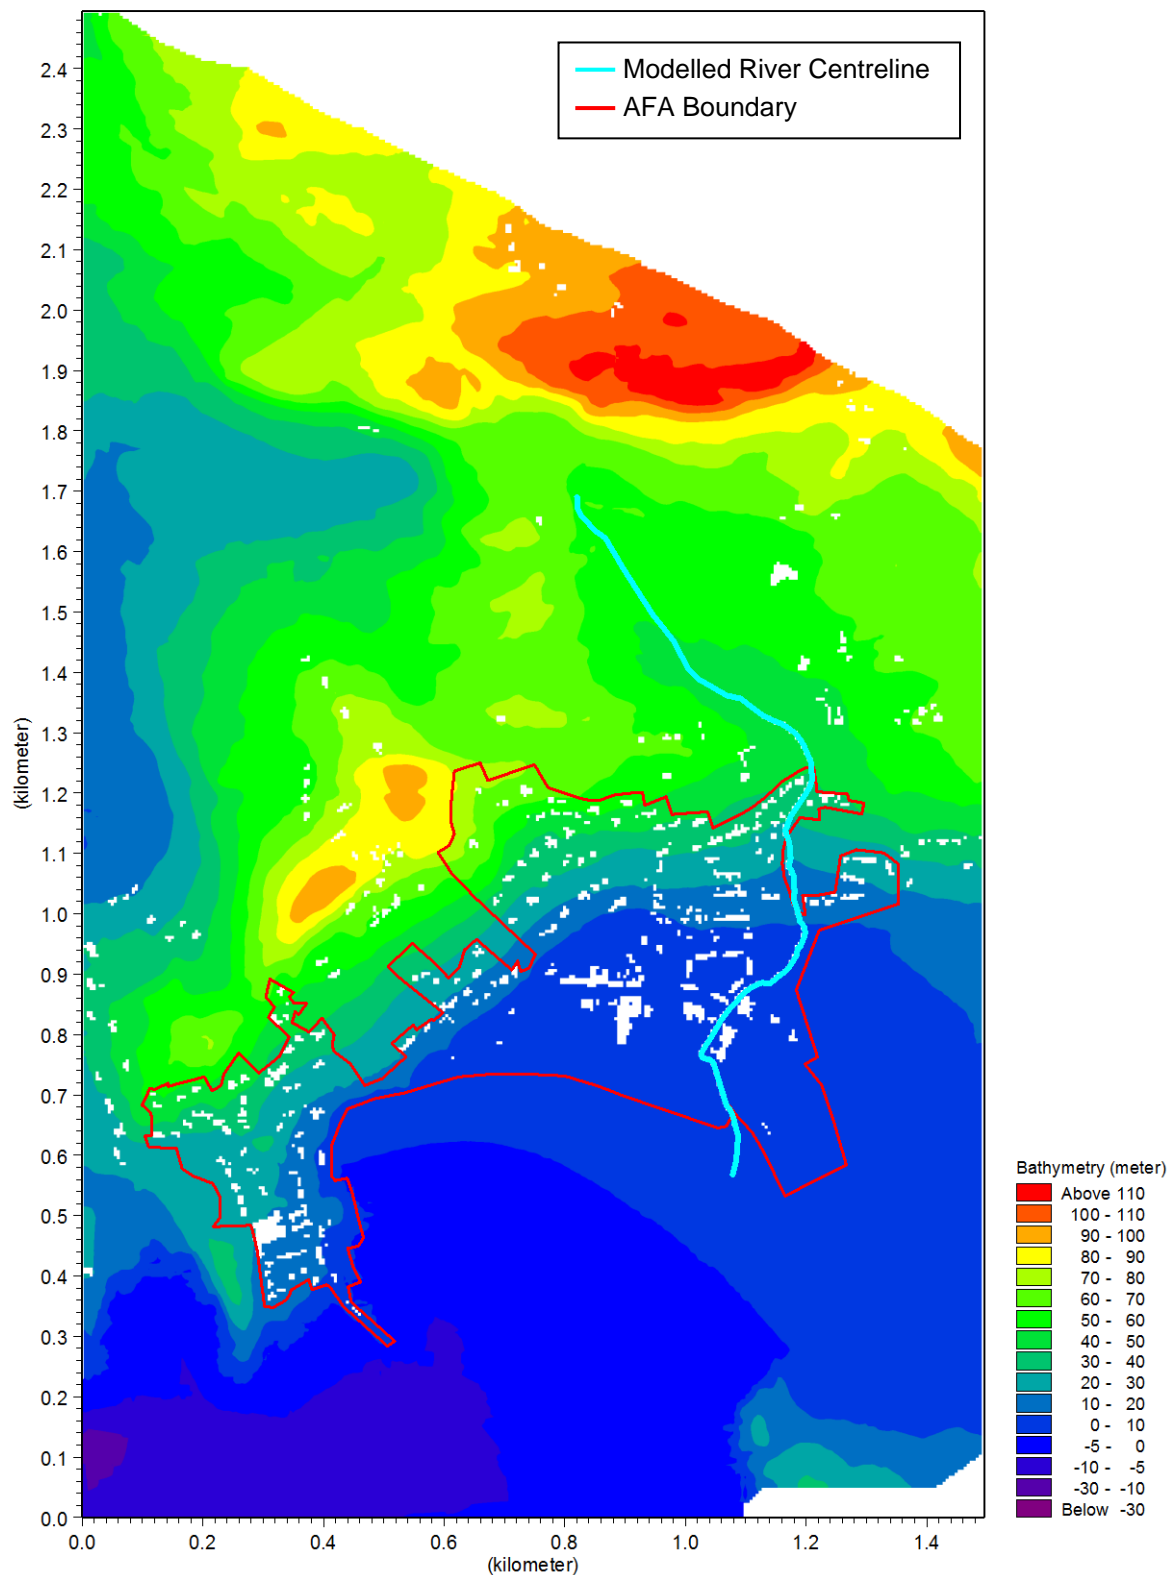 Modelled River Centreline
AFA Boundary
2.4
2.3
2.2
2.1
2.0
1.9
1.8
1.7
1.6
1.5
1.4
1.3
1.2
1.1
1.0
0.9
0.8
0.7
0.6
0.5
0.4
0.3
0.2
0.1
0.0
(kilometer)
0.0 0.2 0.4 0.6 0.8 1.0 1.2 1.4
(kilometer)
Bathymetry (meter)
Above 110
100 - 110
90 - 100
80 - 90
70 - 80
60 - 70
50 - 60
40 - 50
30 - 40
20 - 30
10 - 20
0 - 10
-5 - 0
-10 - -5
-30 - -10
Below -30